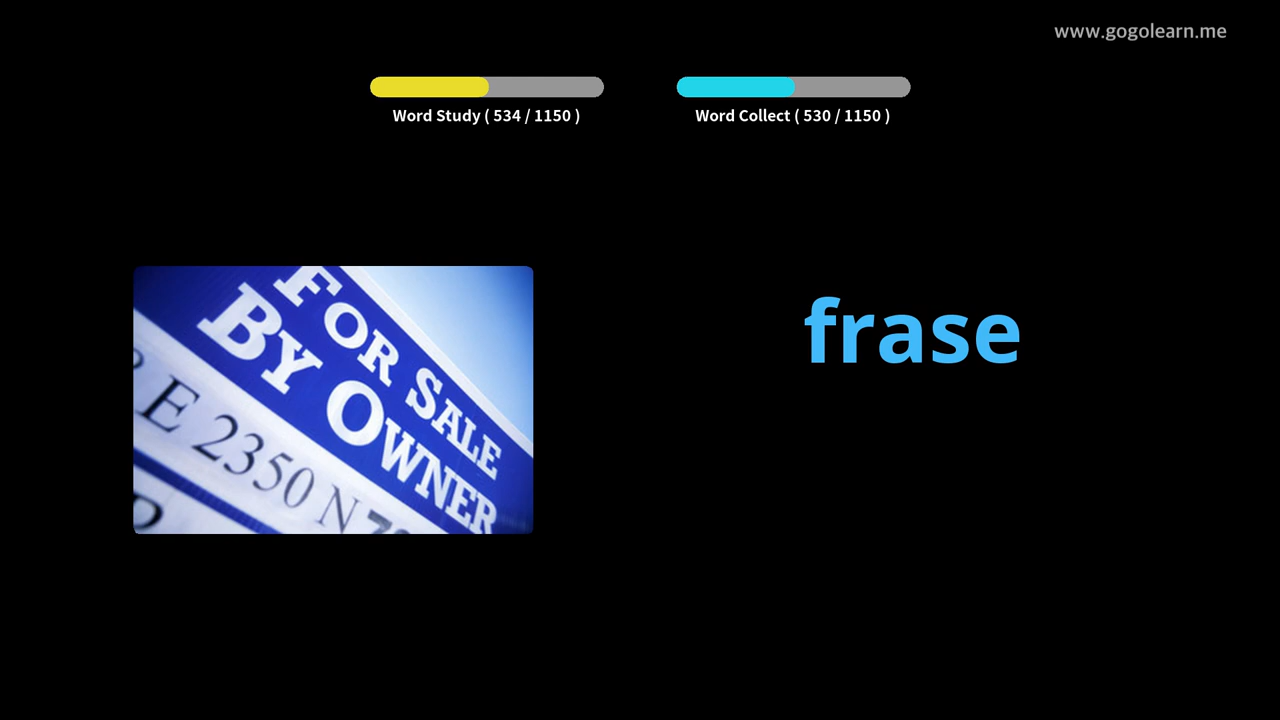 www.gogolearn.me
Word Study ( 534 / 1150 )
Word Collect ( 530 / 1150 )
FOR SALE
BY OWNER
E 2350 N
frase